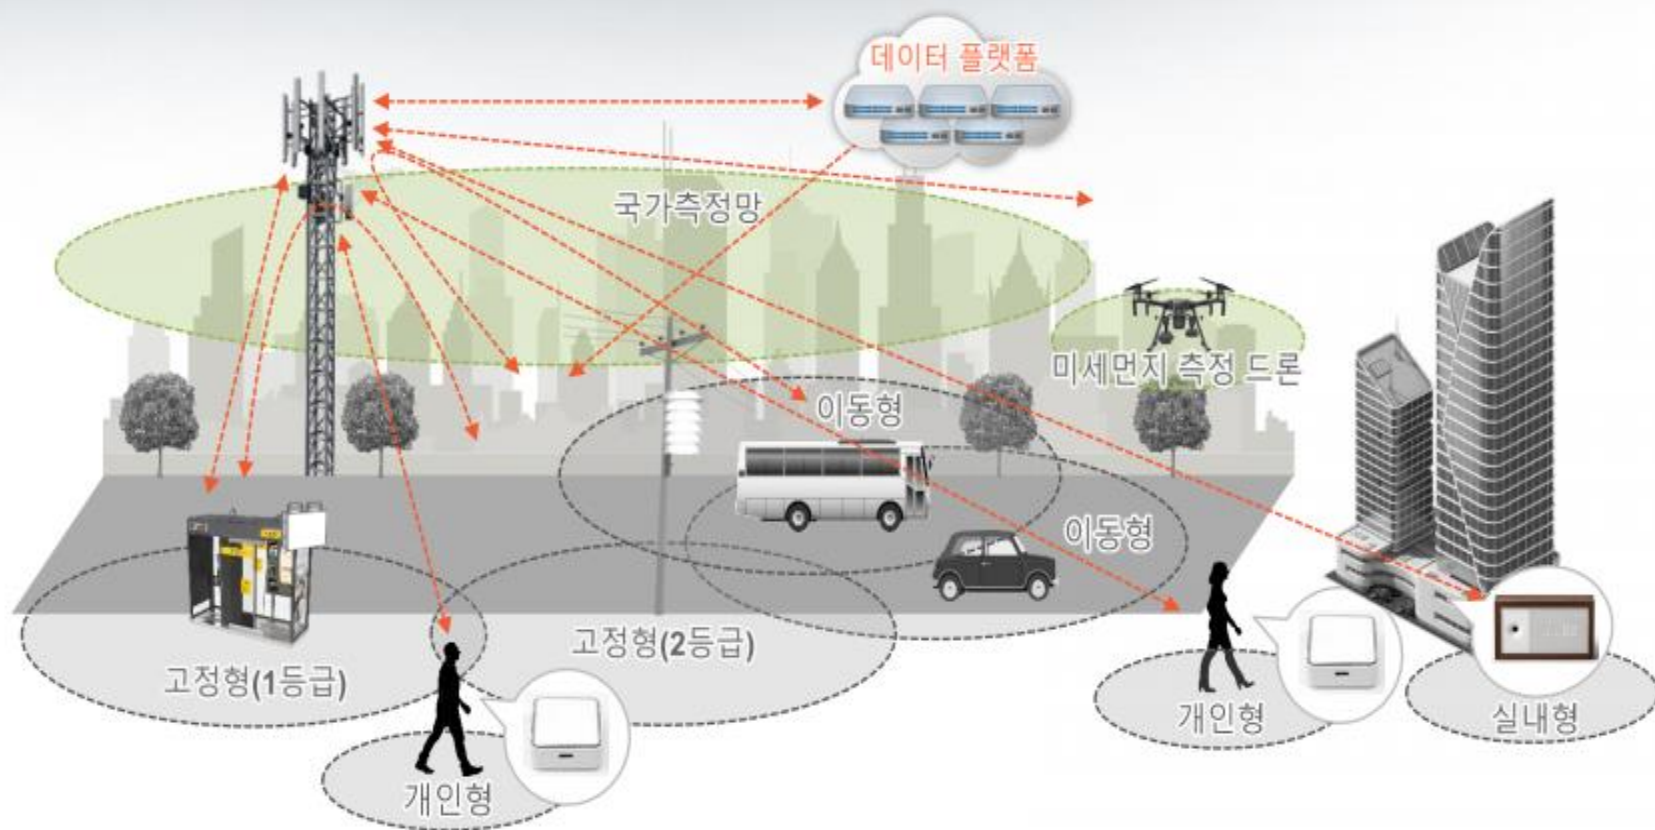 데이터 플랫폼
국가측정망
미세먼지 측정 드론
이동형
이동형
고정형(1등급)
고정형(2등급)
개인형
개인형
실내형